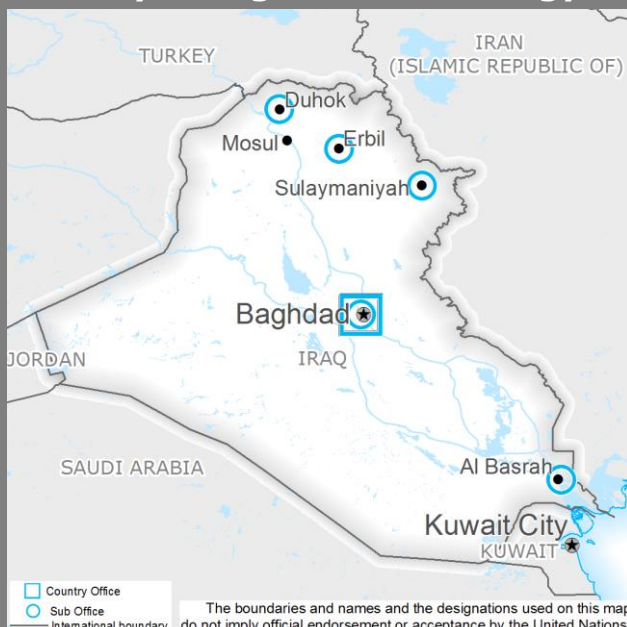 TURKEY
IRAN
(ISLAMIC REPUBLIC OF)
Duhok
Mosul
Erbil
Sulaymaniyah
Baghdad
IRAQ
JORDAN
SAUDI ARABIA
Al Basrah
Kuwait City
KUWAIT
Country Office
Sub Office
International boundary
The boundaries and names and the designations used on this map
do not imply official endorsement or acceptance by the United Nations.